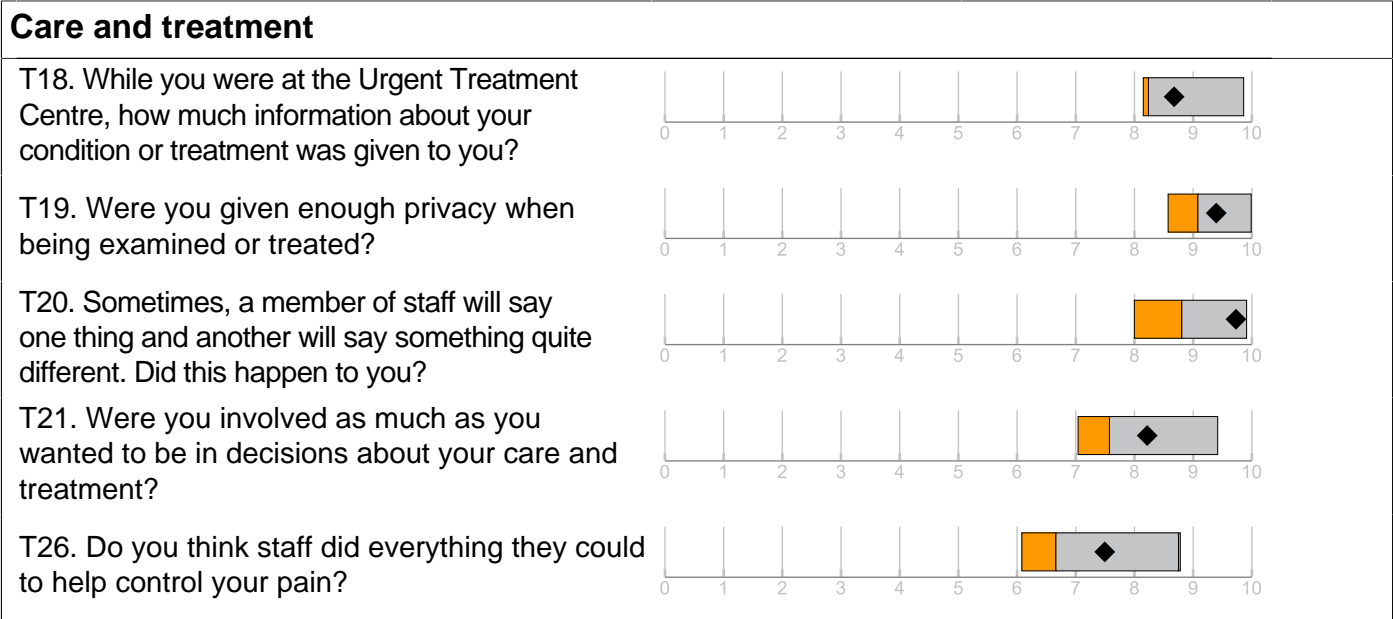 Care and treatment
T18. While you were at the Urgent Treatment
Centre, how much information about your
condition or treatment was given to you?
0 1 2 3 4 5 6 7 8 9 10
T19. Were you given enough privacy when
being examined or treated?
0 1 2 3 4 5 6 7 8 9 10
T20. Sometimes, a member of staff will say
one thing and another will say something quite
different. Did this happen to you?
0 1 2 3 4 5 6 7 8 9 10
T21. Were you involved as much as you
wanted to be in decisions about your care and
treatment?
0 1 2 3 4 5 6 7 8 9 10
T26. Do you think staff did everything they could
to help control your pain?
0 1 2 3 4 5 6 7 8 9 10